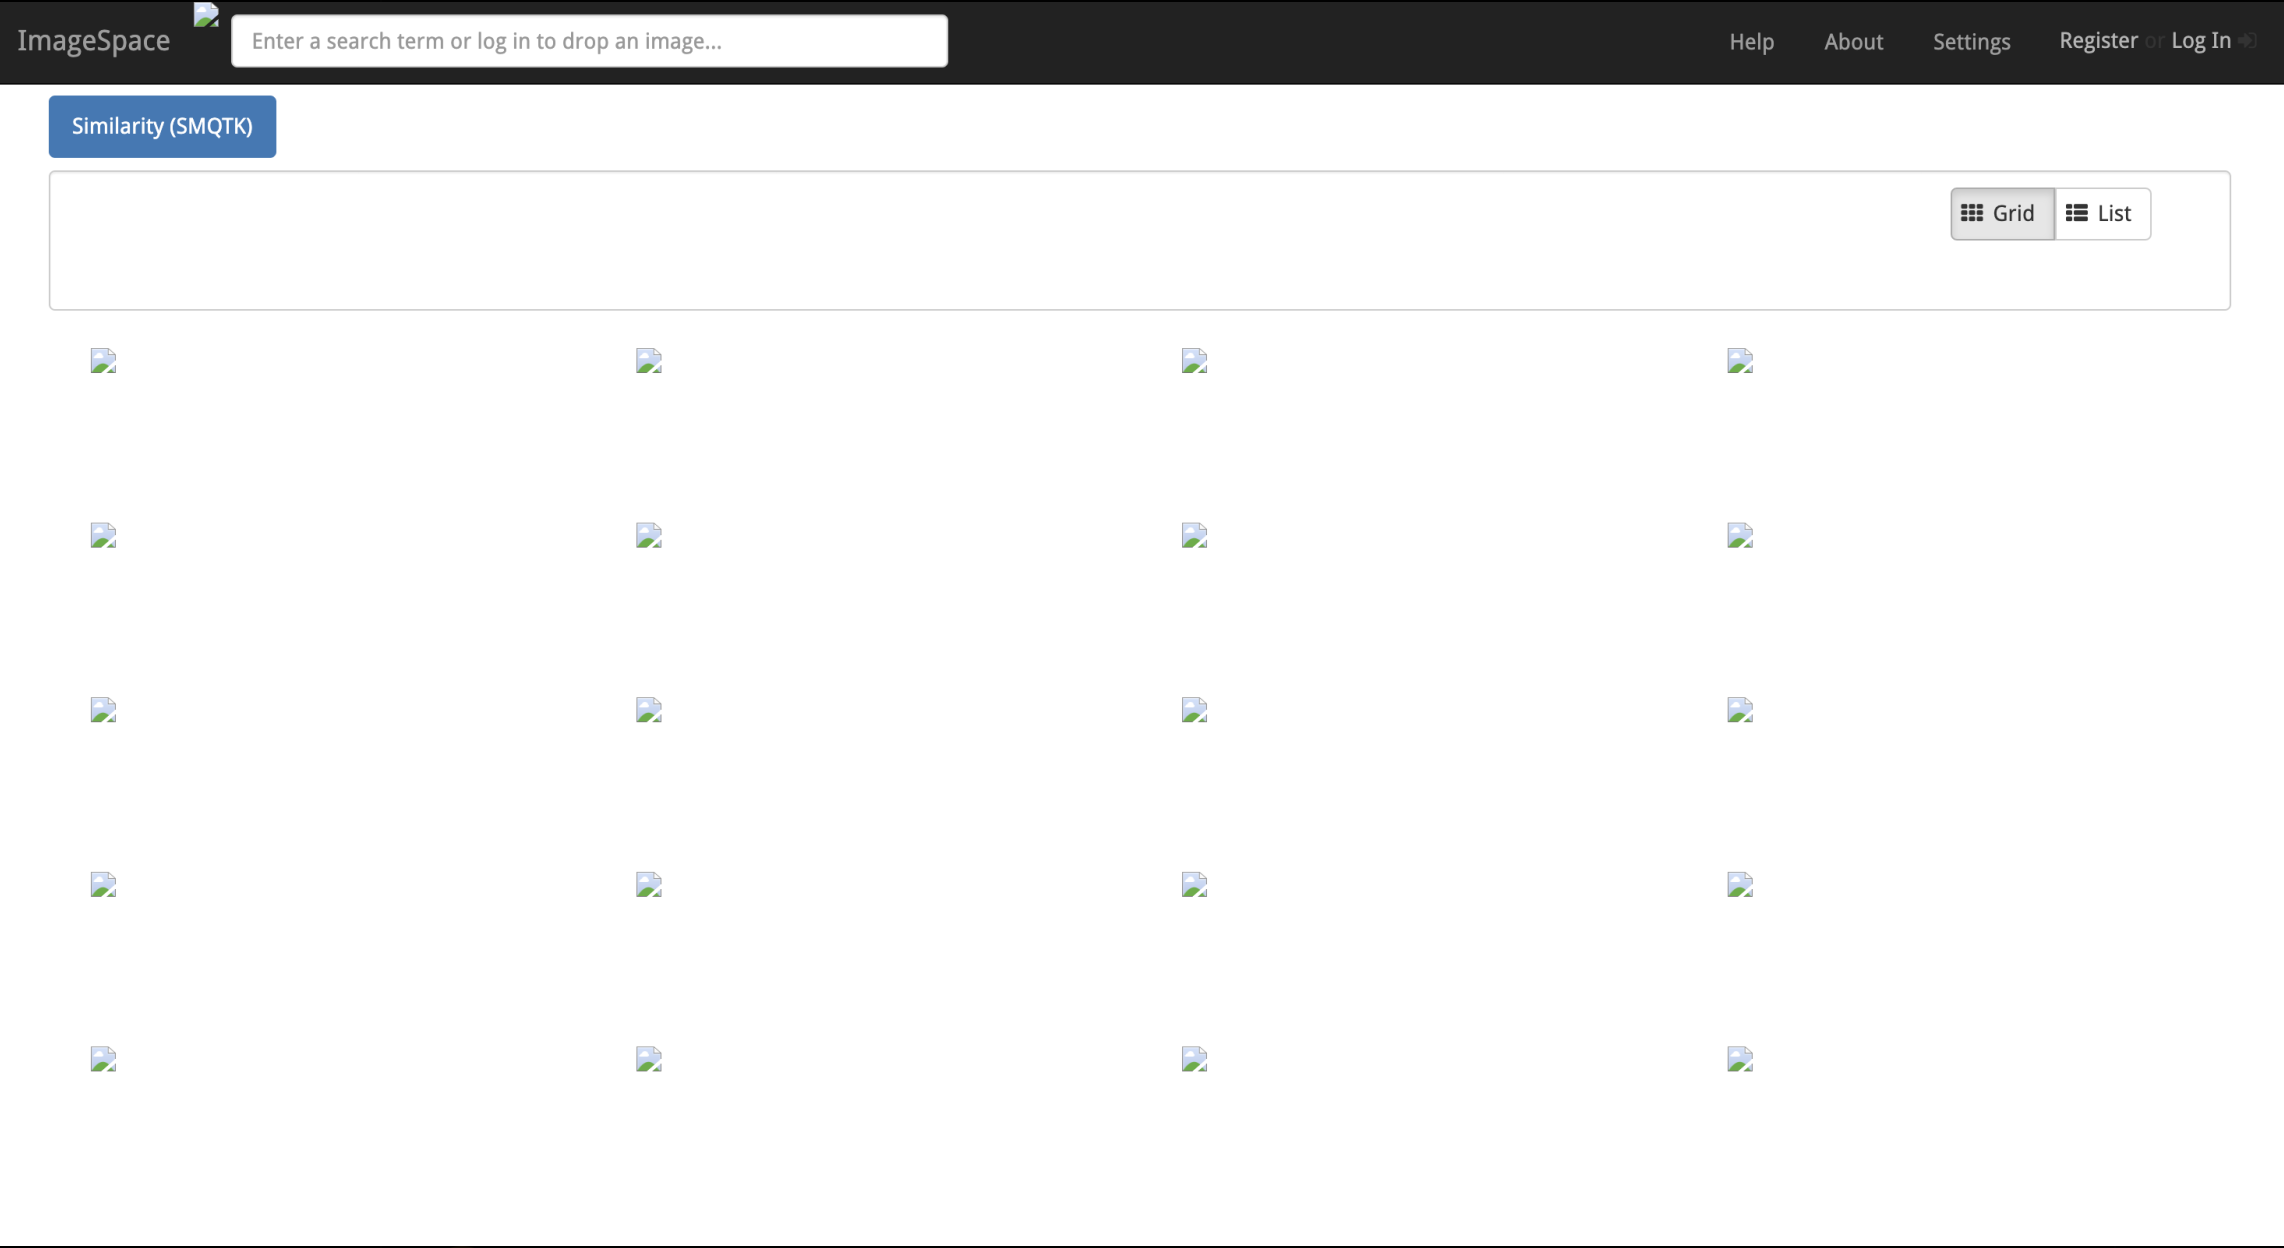 ImageSpace
Enter a search term or log in to drop an image...
Help
About
Settings
Register or Log In
Similarity (SMQTK)
Grid
List